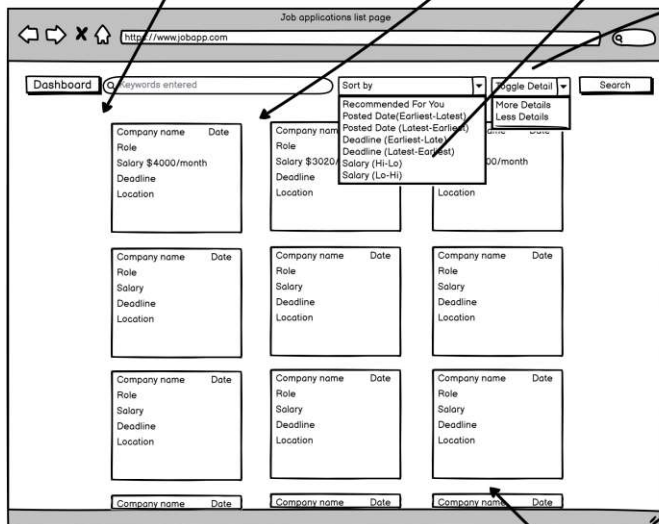 Job applications list page
https://www.jobapp.com
Dashboard
Keywords entered
Sort by
Toggle Detail
Search
Recommended For You
Posted Date(Earliest-Latest)
Posted Date (Latest-Earliest)
Deadline (Earliest-Late)
Deadline (Latest-Earliest)
Salary (Hi-Lo)
Salary (Lo-Hi)
More Details
Less Details
Company name Date
Role
Salary $4000/month
Deadline
Location
Company nam
Role
Salary $3020/
Deadline
Location
ame Date
00/month
Location
Company name Date
Role
Salary
Deadline
Location
Company name Date
Role
Salary
Deadline
Location
Company name Date
Role
Salary
Deadline
Location
Company name Date
Role
Salary
Deadline
Location
Company name Date
Role
Salary
Deadline
Location
Company name Date
Role
Salary
Deadline
Location
Company name Date
Company name Date
Company name Date